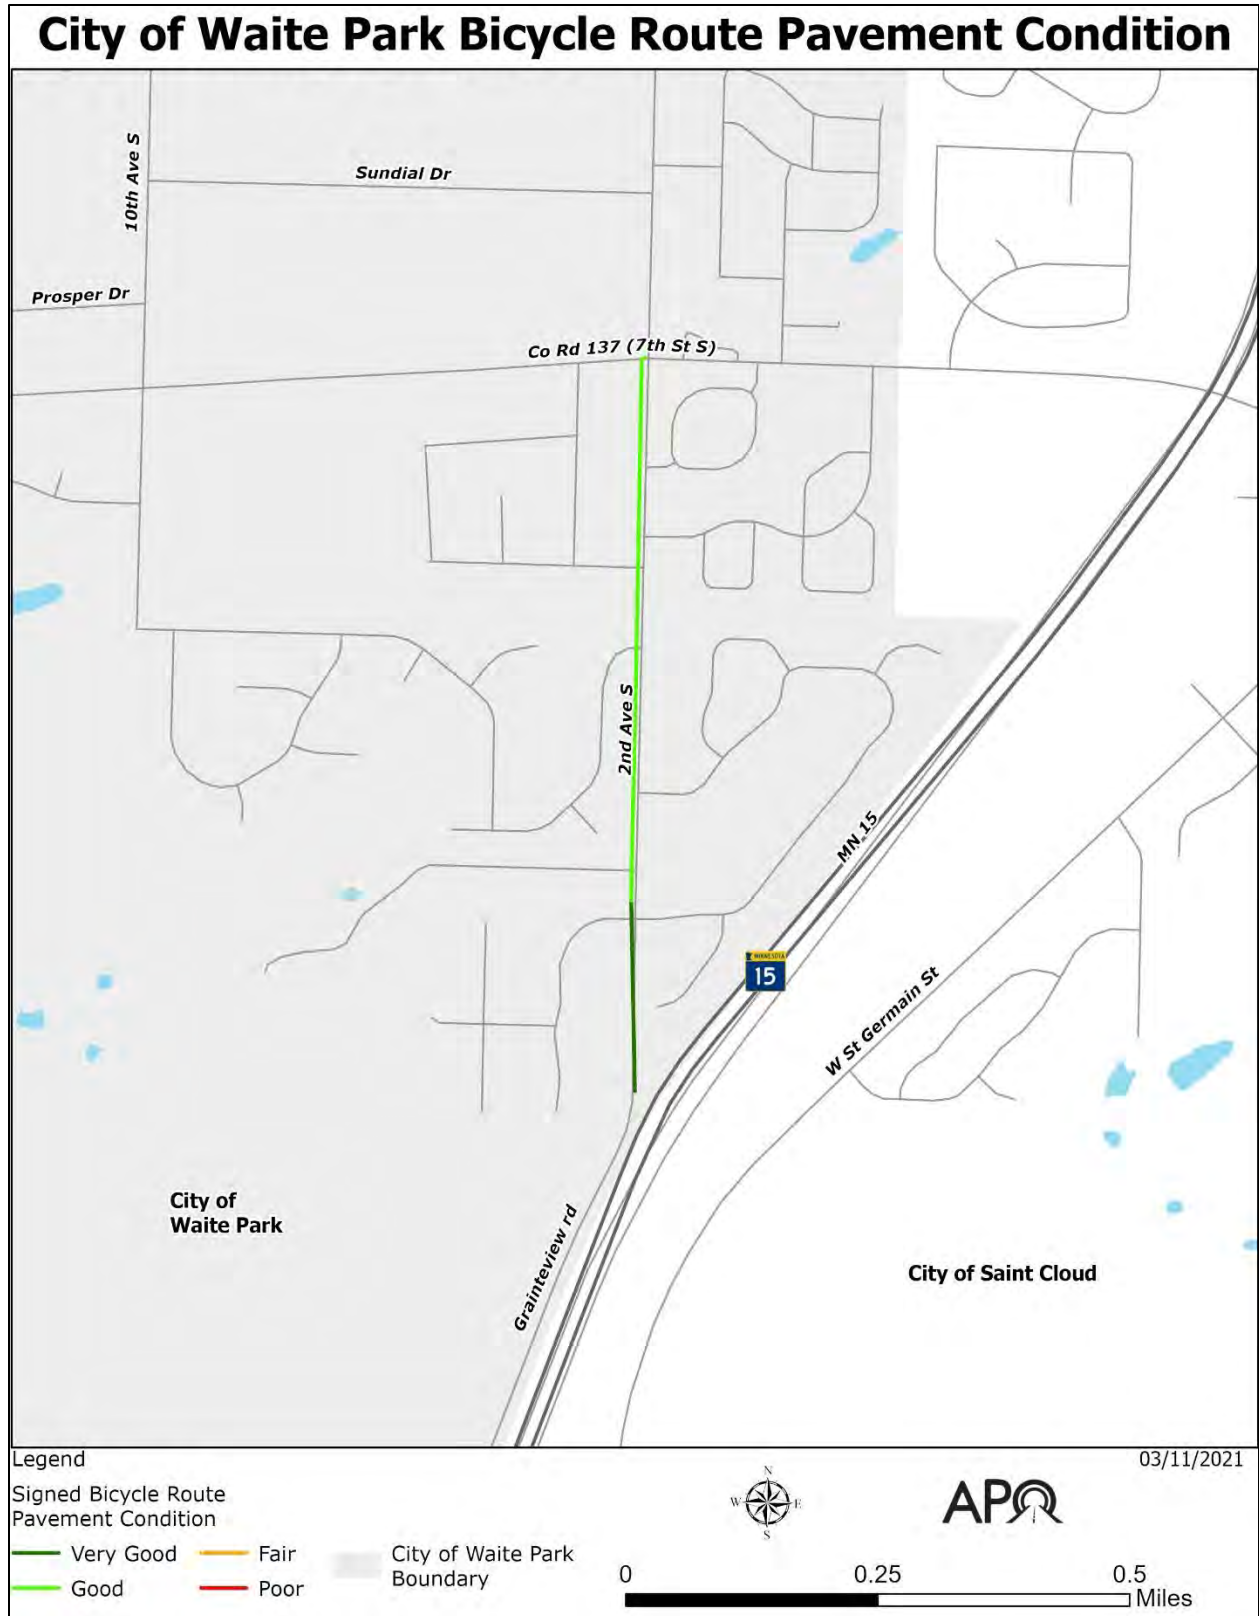 City of Waite Park Bicycle Route Pavement Condition
10th Ave S
Sundial Dr
Prosper Dr
Co Rd 137 (7th St S)
2nd Ave S
MN 15
MINNESOTA
15
W St Germain St
City of
Waite Park
Grainteview rd
City of Saint Cloud
Legend
03/11/2021
Signed Bicycle Route
Pavement Condition
Very Good
Good
Fair
Poor
City of Waite Park
Boundary
N
W
E
S
APO
0
0.25
0.5
Miles